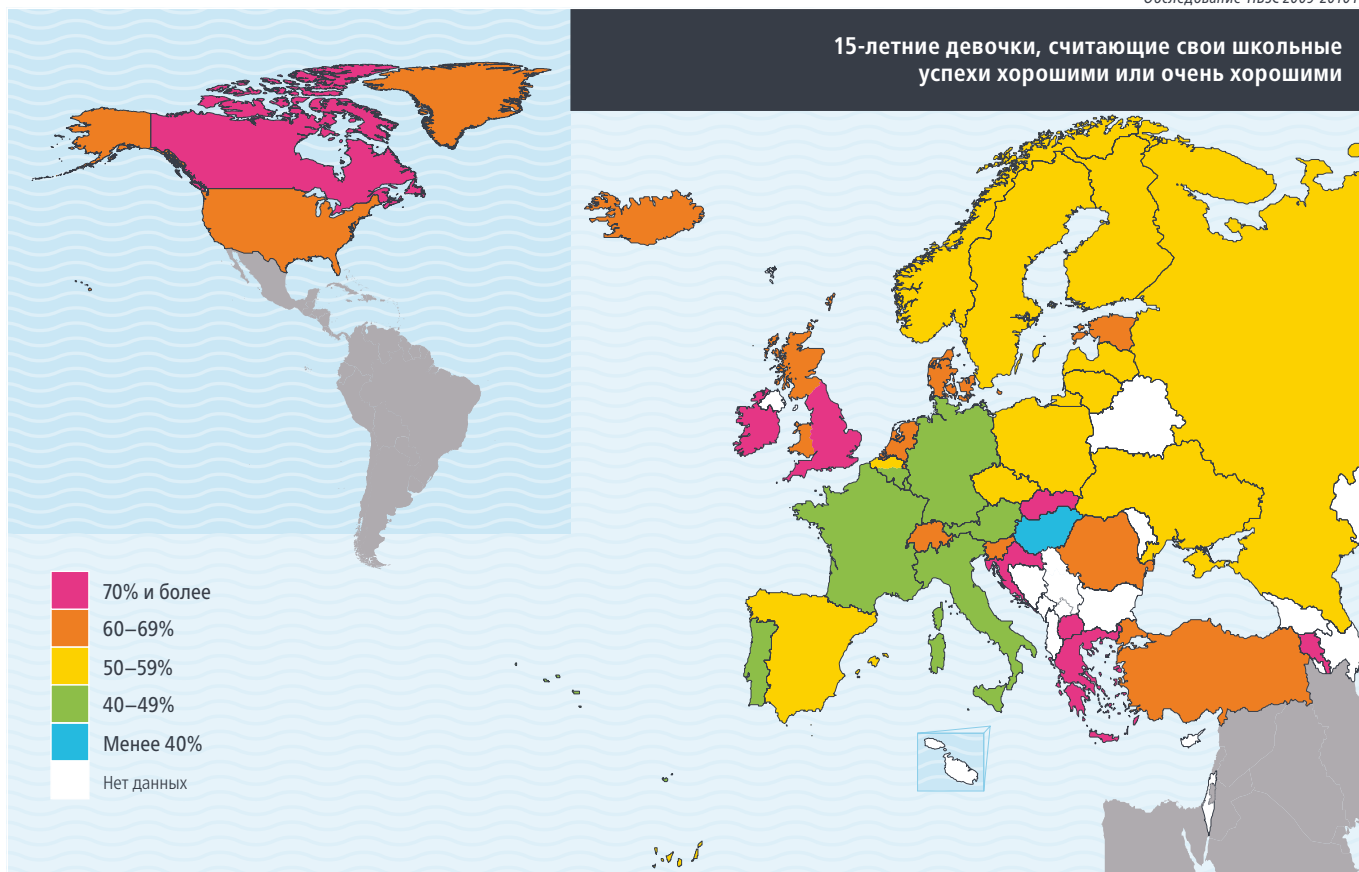 15-летние девочки, считающие свои школьные
успехи хорошими или очень хорошими
70% и более
60–69%
50–59%
40–49%
Менее 40%
Нет данных